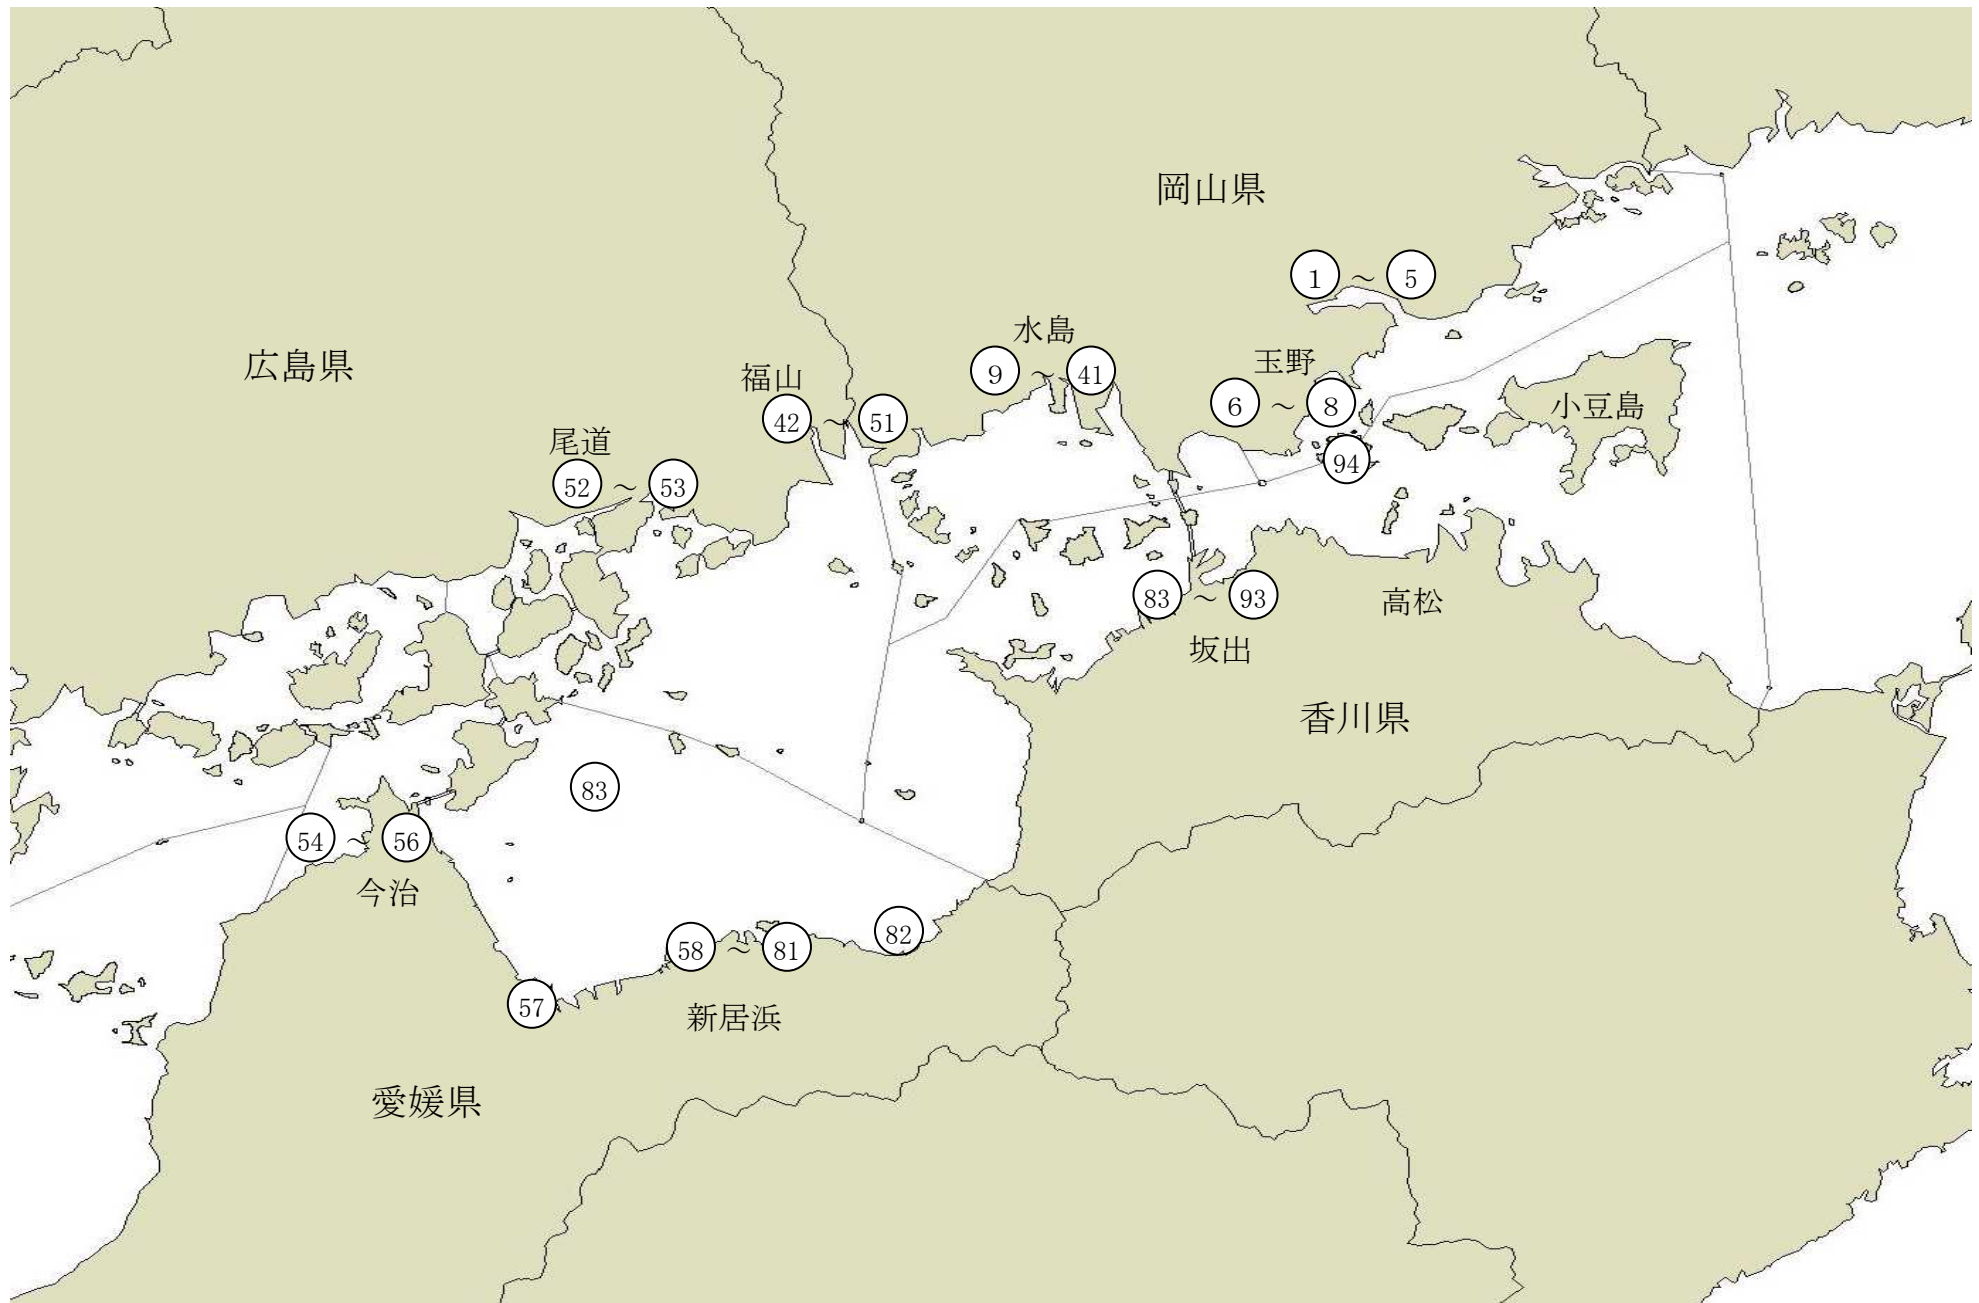 岡山県
1 ～ 5
水島
9 ～ 41
玉野
6 ～ 8
広島県
福山
42 ～ 51
小豆島
尾道
52 ～ 53
94
83 ～ 93
高松
坂出
香川県
83
54 ～ 56
今治
58 ～ 81
82
57
新居浜
愛媛県